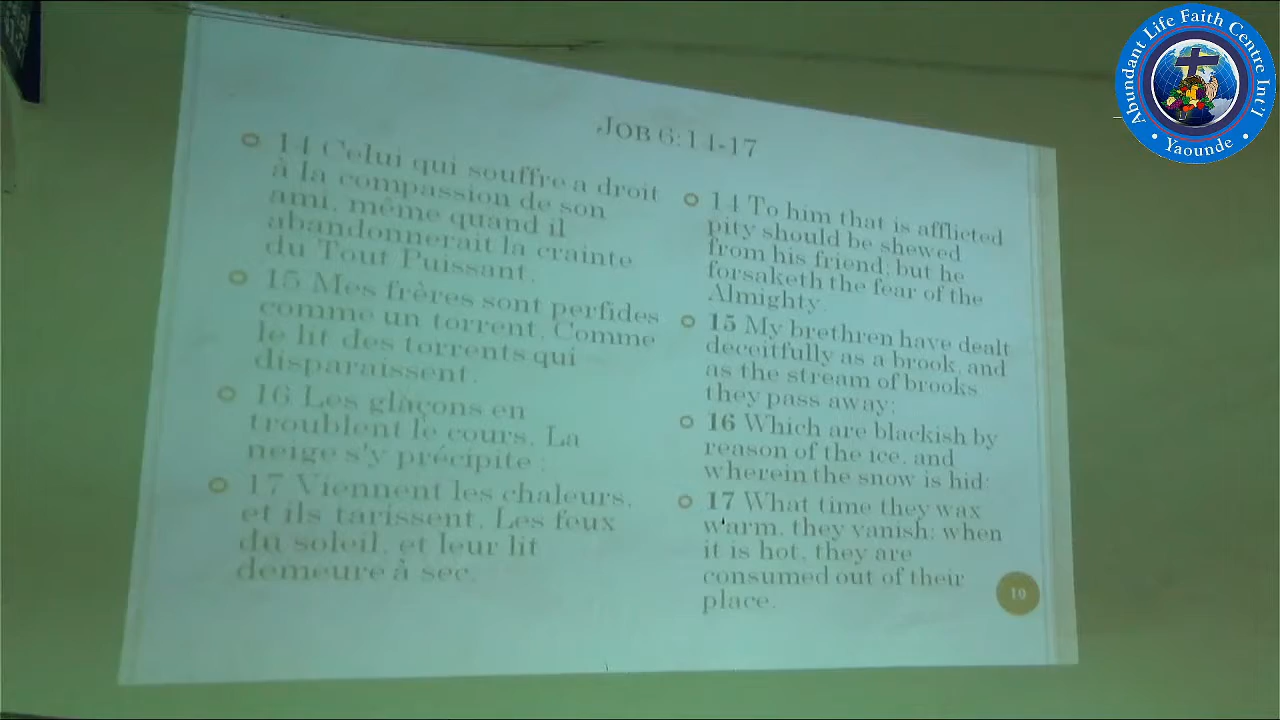 JOB 6:14-17
14 Celui qui souffre a droit
à la compassion de son
ami, même quand il
abandonnerait la crainte
du Tout Puissant.
15 Mes frères sont perfides
comme un torrent, Comme
le lit des torrents qui
disparaissent.
16 Les glaçons en
troublent le cours, La
neige s'y précipite ;
17 Viennent les chaleurs,
et ils tarissent, Les feux
du soleil, et leur lit
demeure à sec.
14 To him that is afflicted
pity should be shewed
from his friend; but he
forsaketh the fear of the
Almighty.
15 My brethren have dealt
deceitfully as a brook, and
as the stream of brooks
they pass away;
16 Which are blackish by
reason of the ice, and
wherein the snow is hid:
17 What time they wax
warm, they vanish: when
it is hot, they are
consumed out of their
place.
10
Abundant Life Faith Centre Int'l
• Yaounde •